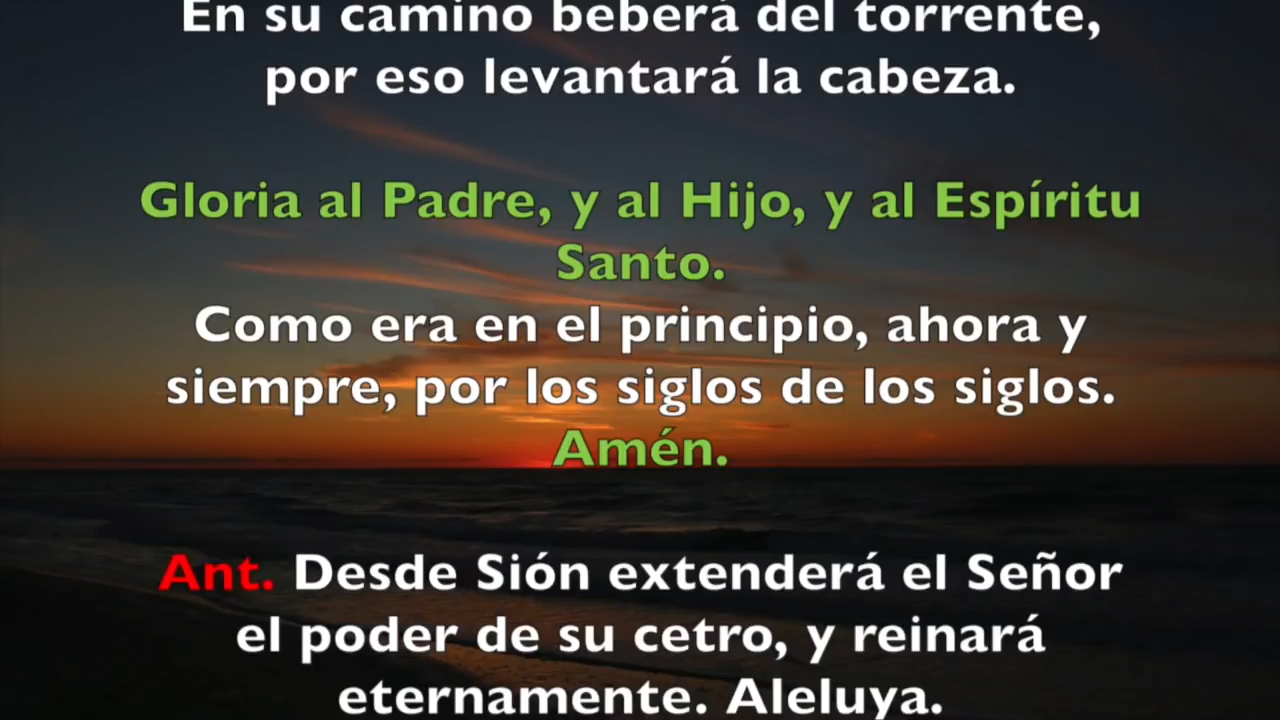 En su camino beberá del torrente,
por eso levantará la cabeza.
Gloria al Padre, y al Hijo, y al Espíritu
Santo.
Como era en el principio, ahora y
siempre, por los siglos de los siglos.
Amén.
Ant. Desde Sión extenderá el Señor
el poder de su cetro, y reinará
eternamente. Aleluya.